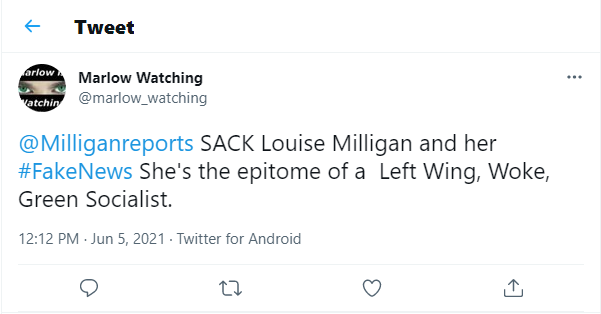 Tweet
arlow
atchin
Marlow Watching
@marlow_watching
@Milliganreports SACK Louise Milligan and her
#FakeNews She's the epitome of a  Left Wing, Woke,
Green Socialist.
12:12 PM · Jun 5, 2021 · Twitter for Android